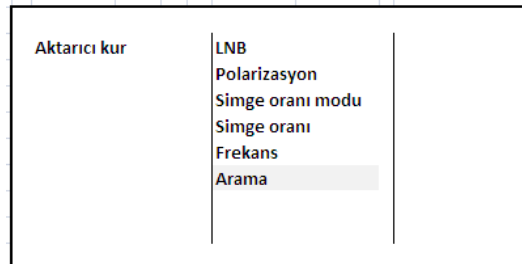 Aktarıcı kur
LNB
Polarizasyon
Simge oranı modu
Simge oranı
Frekans
Arama